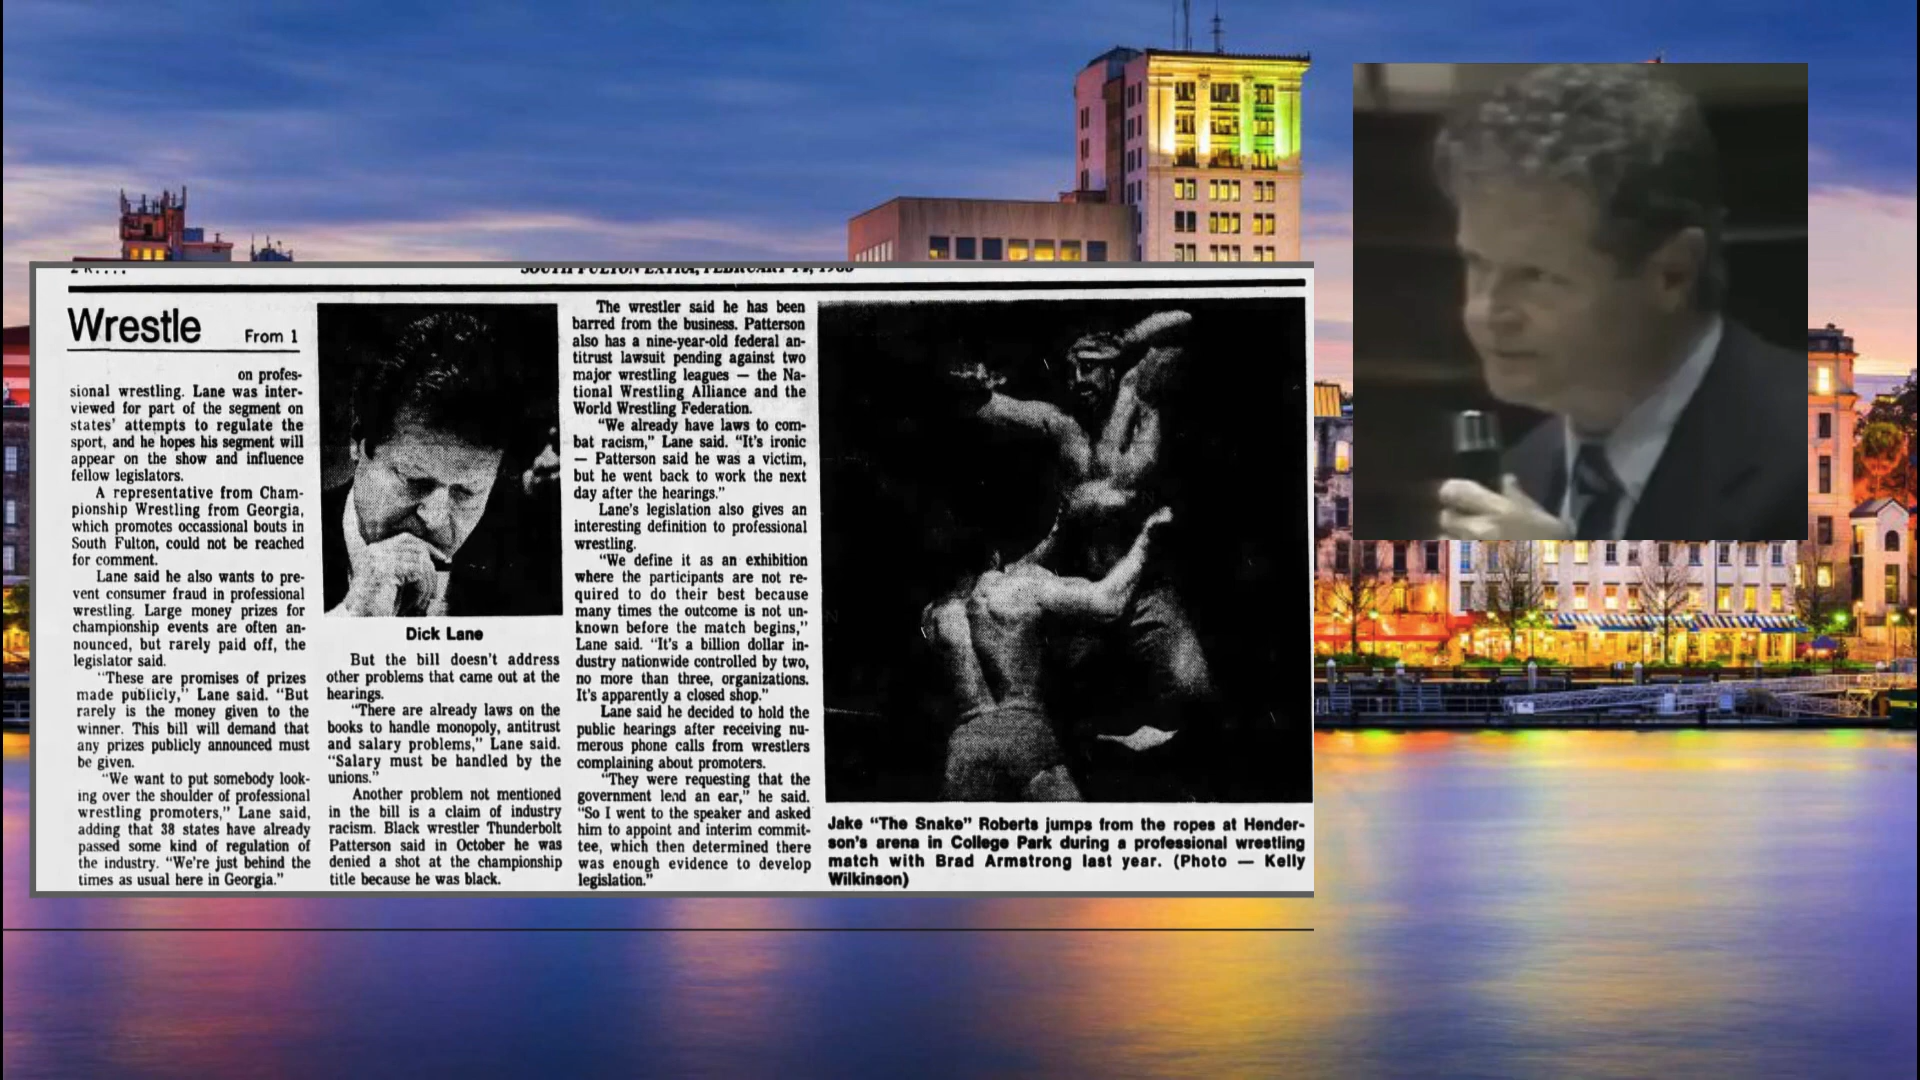 SOUTH FULTON EXTRA, FEBRUARY 14,
Wrestle From 1
on profes-
sional wrestling. Lane was inter-
viewed for part of the segment on
states' attempts to regulate the
sport, and he hopes his segment will
appear on the show and influence
fellow legislators.
A representative from Cham-
pionship Wrestling from Georgia,
which promotes occassional bouts in
South Fulton, could not be reached
for comment.
Lane said he also wants to pre-
vent consumer fraud in professional
wrestling. Large money prizes for
championship events are often an-
nounced, but rarely paid off, the
legislator said.
"These are promises of prizes
made publicly," Lane said. "But
rarely is the money given to the
winner. This bill will demand that
any prizes publicly announced must
be given.
"We want to put somebody look-
ing over the shoulder of professional
wrestling promoters," Lane said,
adding that 38 states have already
passed some kind of regulation of
the industry. "We're just behind the
times as usual here in Georgia."
Dick Lane
But the bill doesn't address
other problems that came out at the
hearings.
"There are already laws on the
books to handle monopoly, antitrust
and salary problems," Lane said.
"Salary must be handled by the
unions."
Another problem not mentioned
in the bill is a claim of industry
racism. Black wrestler Thunderbolt
Patterson said in October he was
denied a shot at the championship
title because he was black.
The wrestler said he has been
barred from the business. Patterson
also has a nine-year-old federal an-
titrust lawsuit pending against two
major wrestling leagues — the Na-
tional Wrestling Alliance and the
World Wrestling Federation.
"We already have laws to com-
bat racism," Lane said. "It's ironic
— Patterson said he was a victim,
but he went back to work the next
day after the hearings."
Lane's legislation also gives an
interesting definition to professional
wrestling.
"We define it as an exhibition
where the participants are not re-
quired to do their best because
many times the outcome is not un-
known before the match begins,"
Lane said. "It's a billion dollar in-
dustry nationwide controlled by two,
no more than three, organizations.
It's apparently a closed shop."
Lane said he decided to hold the
public hearings after receiving nu-
merous phone calls from wrestlers
complaining about promoters.
"They were requesting that the
government lend an ear," he said.
"So I went to the speaker and asked
him to appoint and interim commit-
tee, which then determined there
was enough evidence to develop
legislation."
Jake "The Snake" Roberts jumps from the ropes at Hender-
son's arena in College Park during a professional wrestling
match with Brad Armstrong last year. (Photo — Kelly
Wilkinson)